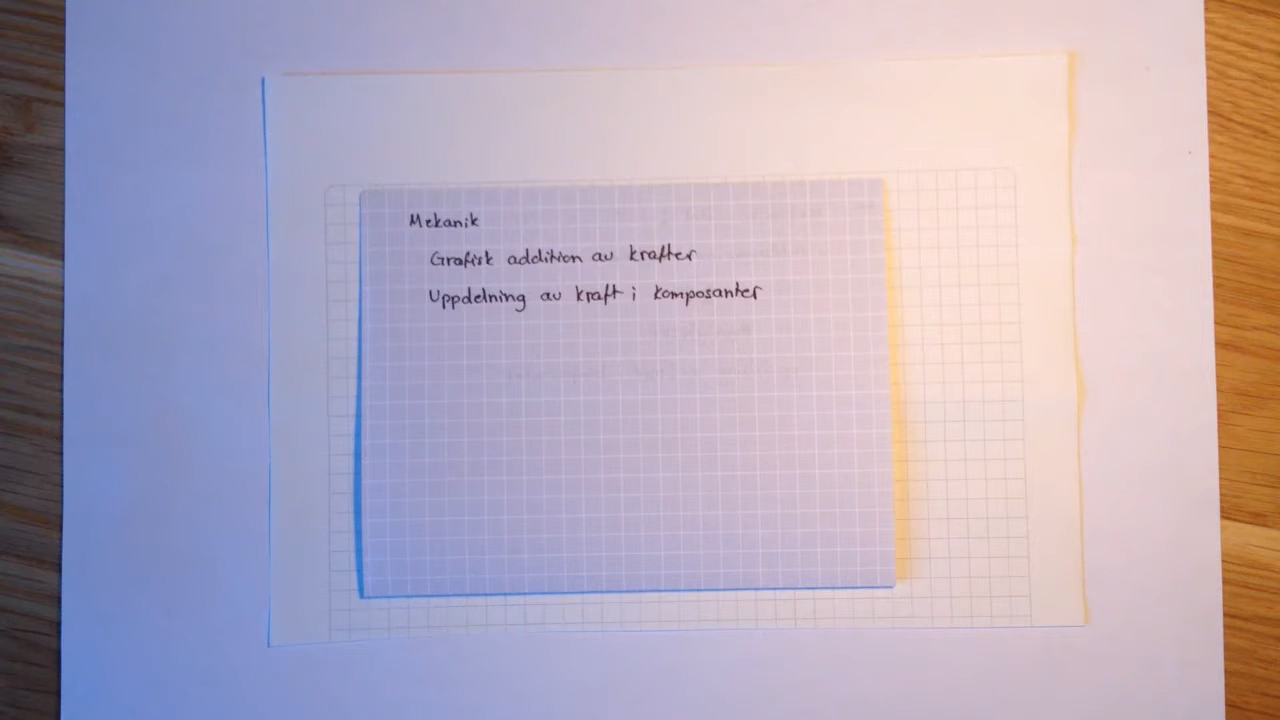 Mekanik
Grafisk addition av krafter
Uppdelning av kraft i komposanter